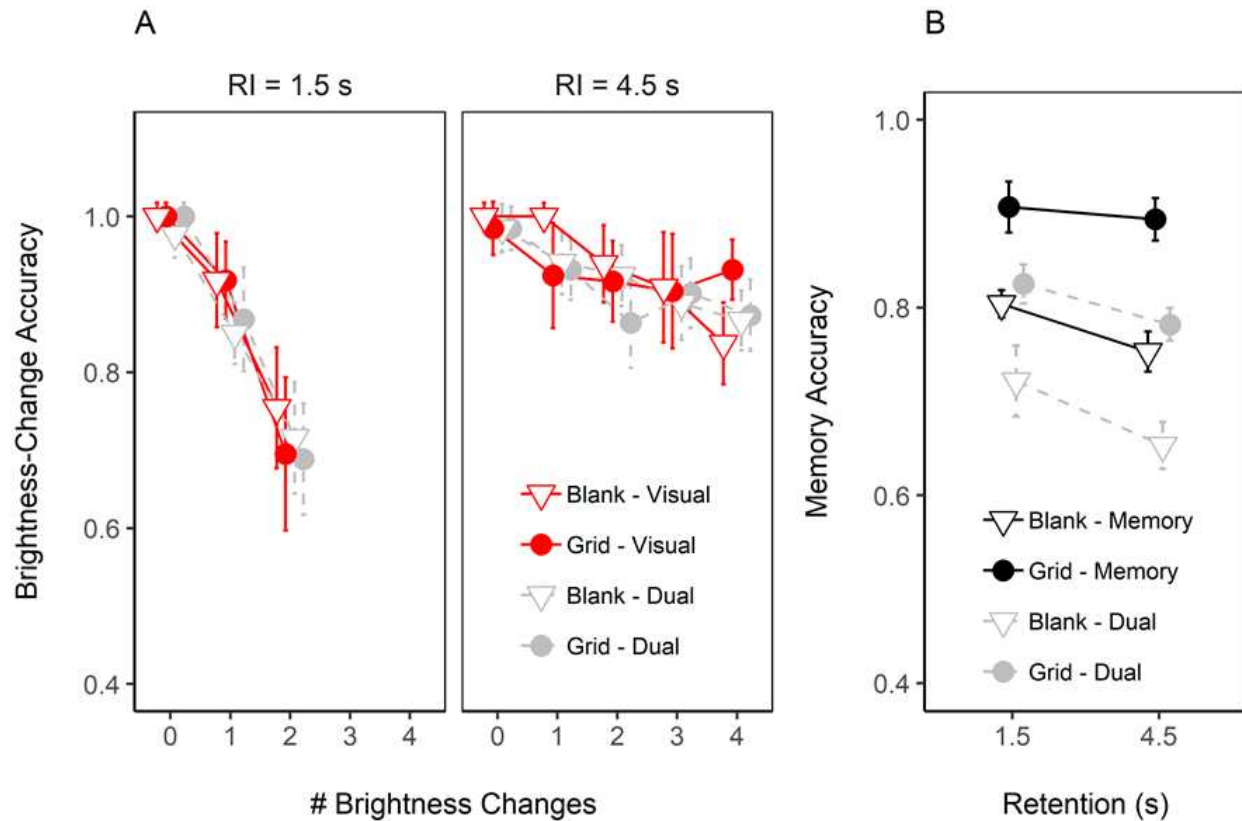 A
RI = 1.5 s
RI = 4.5 s
Brightness-Change Accuracy
1.0
0.8
0.6
0.4
Blank - Visual
Grid - Visual
Blank - Dual
Grid - Dual
0 1 2 3 4
0 1 2 3 4
# Brightness Changes
B
Memory Accuracy
1.0
0.8
0.6
0.4
Blank - Memory
Grid - Memory
Blank - Dual
Grid - Dual
1.5 4.5
Retention (s)